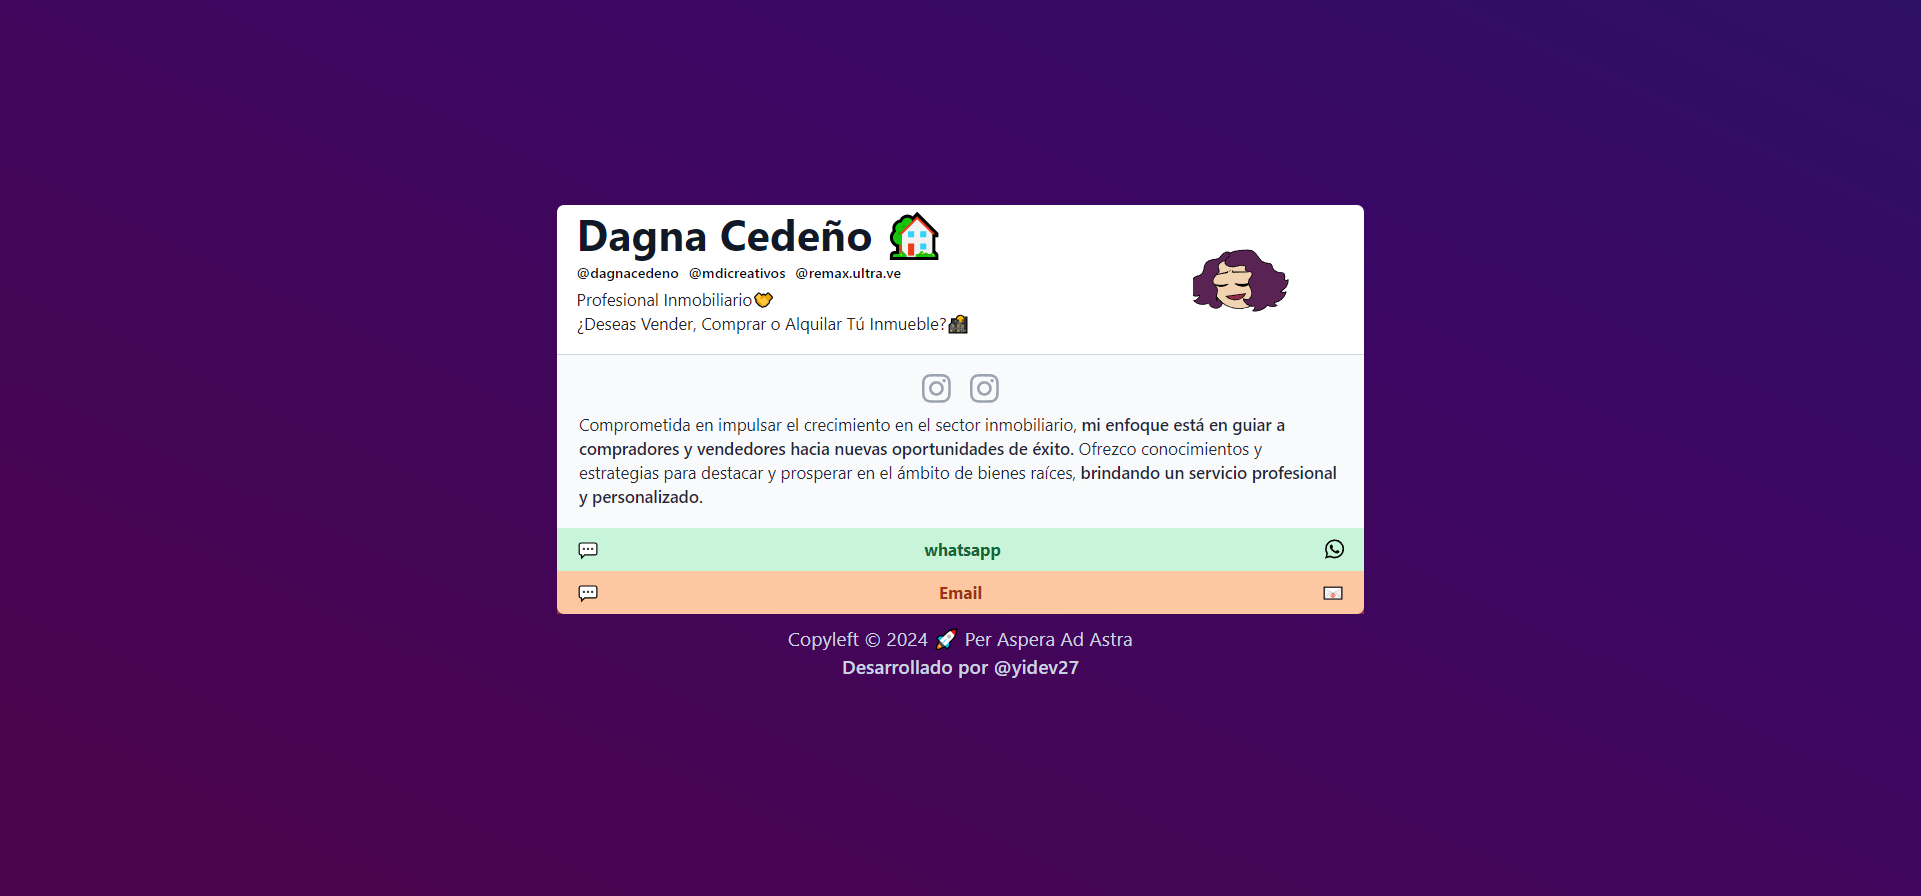 Dagna Cedeño 🏡
@dagnacedeno @mdicreativos @remax.ultra.ve
Profesional Inmobiliario
¿Deseas Vender, Comprar o Alquilar Tú Inmueble?
Comprometida en impulsar el crecimiento en el sector inmobiliario, mi enfoque está en guiar a
compradores y vendedores hacia nuevas oportunidades de éxito. Ofrezco conocimientos y
estrategias para destacar y prosperar en el ámbito de bienes raíces, brindando un servicio profesional
y personalizado.
whatsapp
Email
Copyleft © 2024 🚀 Per Aspera Ad Astra
Desarrollado por @yidev27